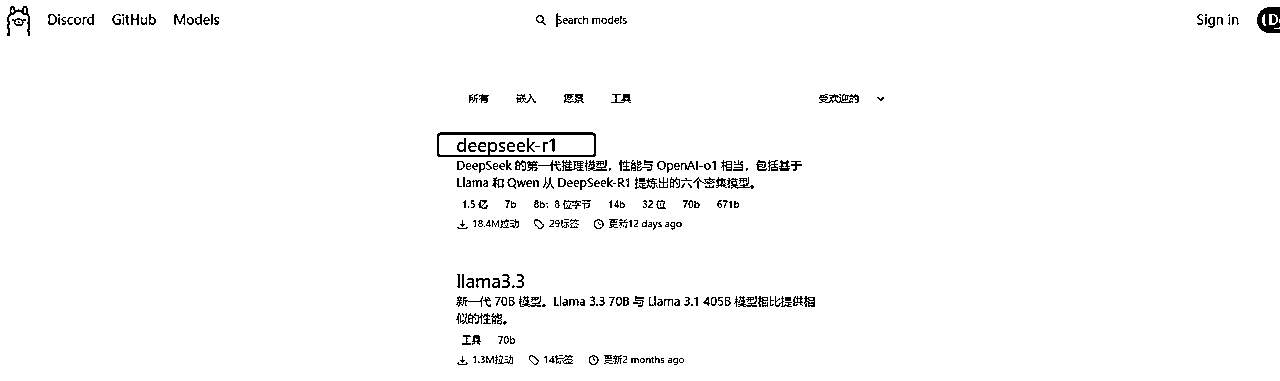 Discord GitHub Models Search models Sign in
所有 嵌入 愿景 工具 受欢迎的
deepseek-r1
DeepSeek 的第一代推理模型，性能与 OpenAI-o1 相当，包括基于
Llama 和 Qwen 从 DeepSeek-R1 提炼出的六个密集模型。
1.5 亿 7b 8b：8 位字节 14b 32 位 70b 671b
18.4M拉动 29标签 更新12 days ago
llama3.3
新一代 70B 模型。Llama 3.3 70B 与 Llama 3.1 405B 模型相比提供相
似的性能。
工具 70b
1.3M拉动 14标签 更新2 months ago